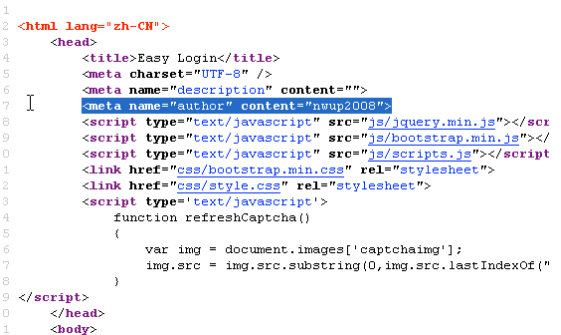 1
2 <html lang="zh-CN">
3 <head>
4 <title>Easy Login</title>
5 <meta charset="UTF-8" />
6 <meta name="description" content="">
7 <meta name="author" content="nwup2008">
8 <script type="text/javascript" src="js/jquery.min.js"></scr
9 <script type="text/javascript" src="js/bootstrap.min.js"></
0 <script type="text/javascript" src="js/scripts.js"></script
1 <link href="css/bootstrap.min.css" rel="stylesheet">
2 <link href="css/style.css" rel="stylesheet">
3 <script type='text/javascript'>
4 function refreshCaptcha()
5 {
6 var img = document.images['captchaimg'];
7 img.src = img.src.substring(0,img.src.lastIndexOf("
8 }
9 </script>
0 </head>
1 <body>